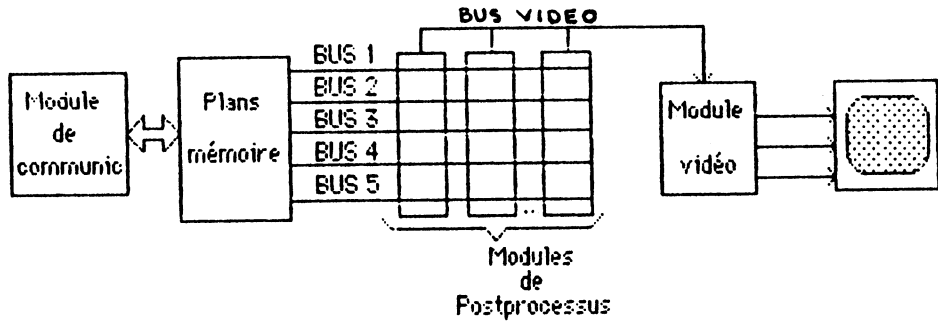 BUS VIDEO
BUS 1
BUS 2
BUS 3
BUS 4
BUS 5
Module
de
communic
Plans
mémoire
Module
vidéo
..
Modules
de
Postprocessus